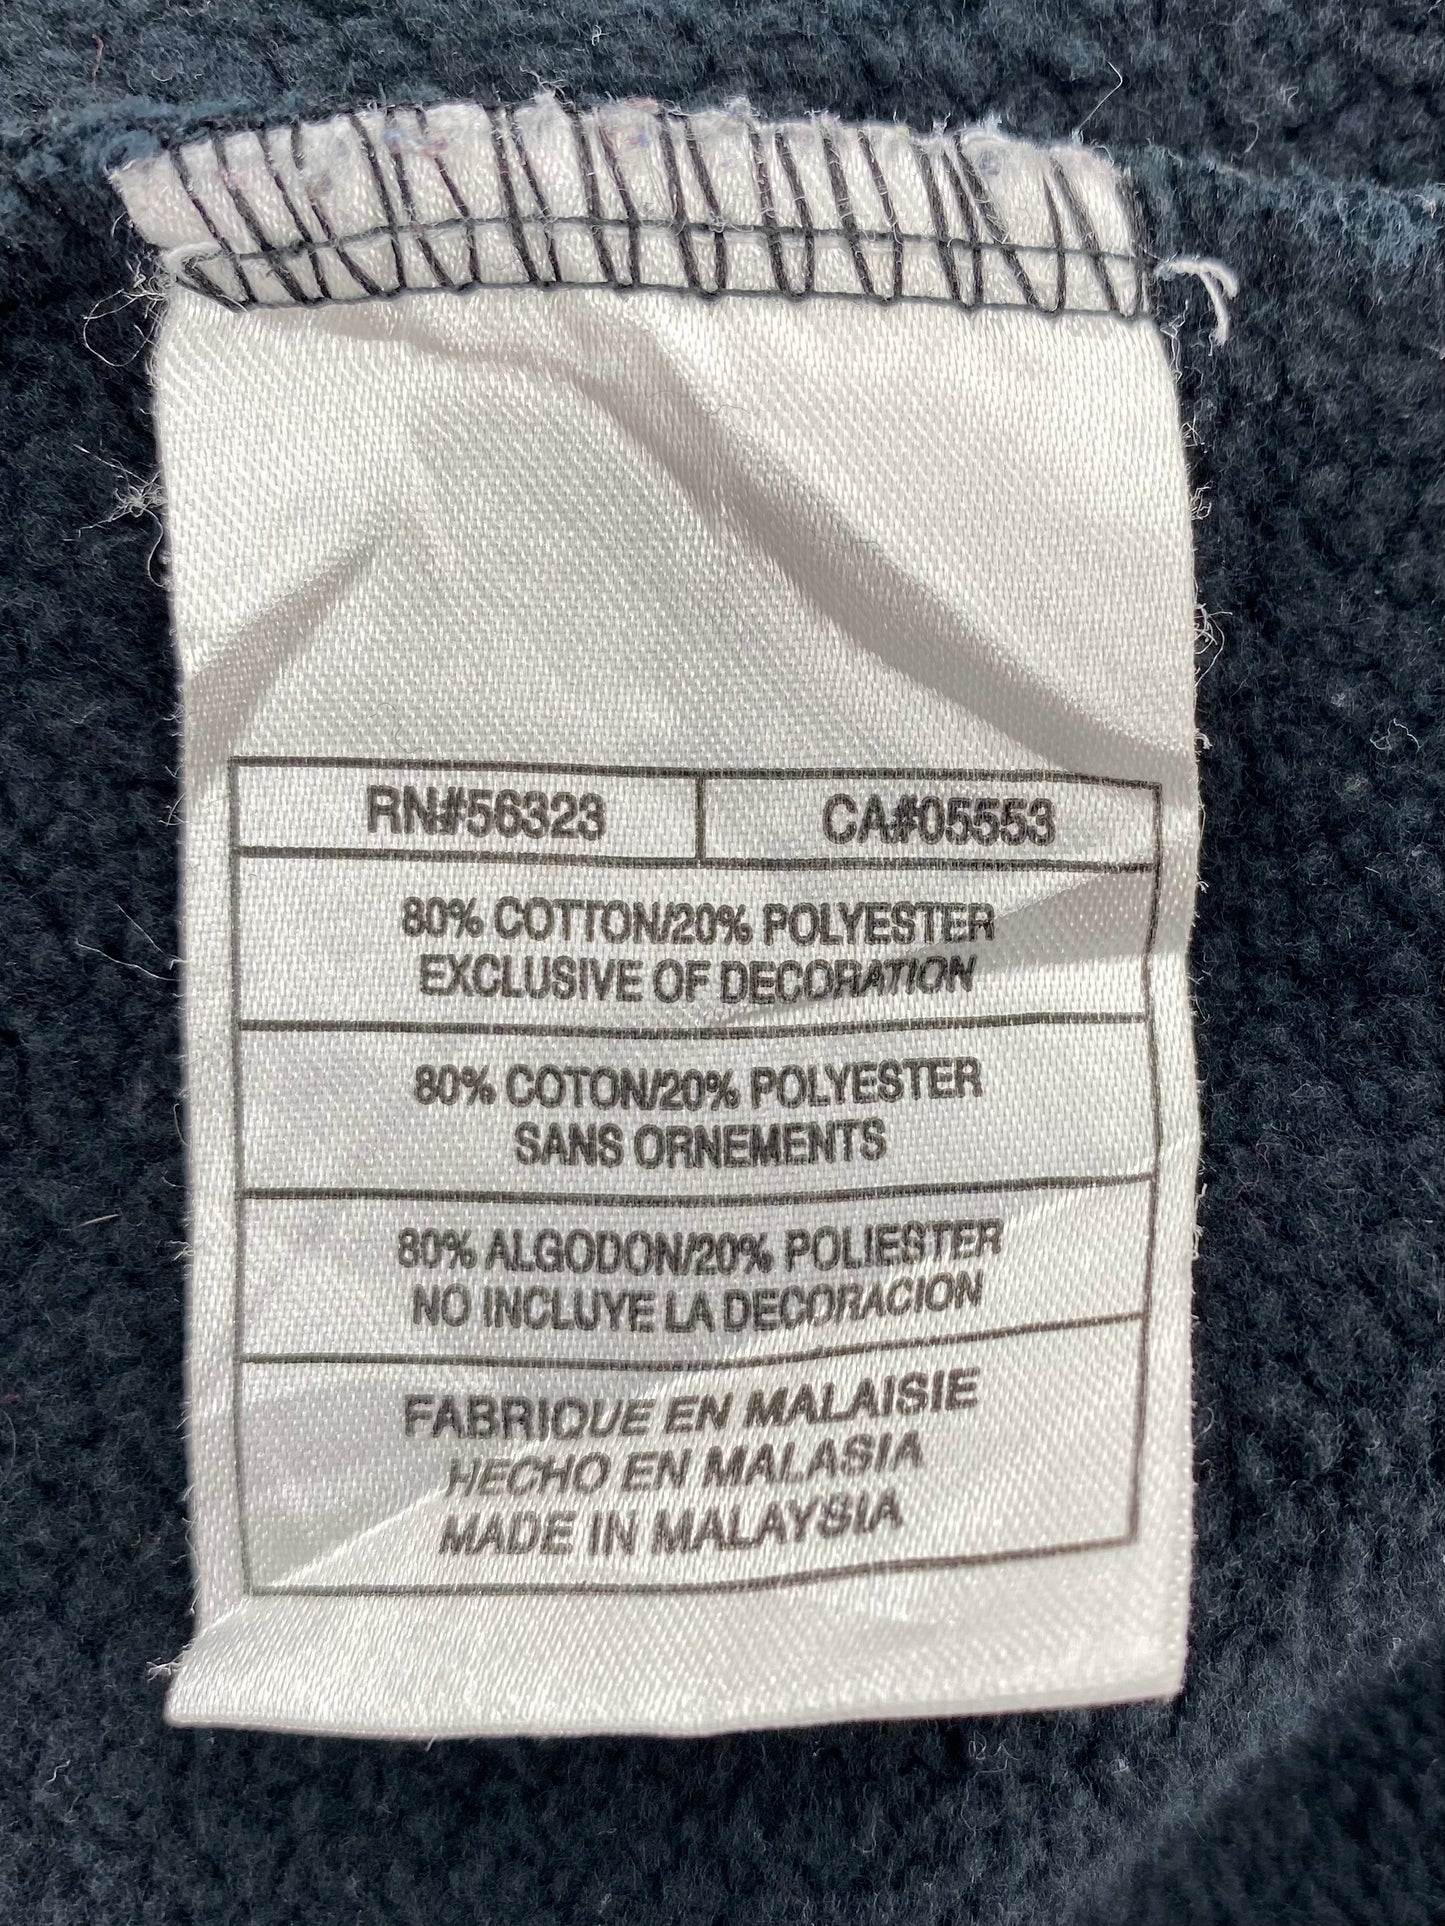 RN#56323 CA#05553
80% COTTON/20% POLYESTER
EXCLUSIVE OF DECORATION
80% COTON/20% POLYESTER
SANS ORNEMENTS
80% ALGODON/20% POLIESTER
NO INCLUYE LA DECORACION
FABRIQUE EN MALAISIE
HECHO EN MALASIA
MADE IN MALAYSIA